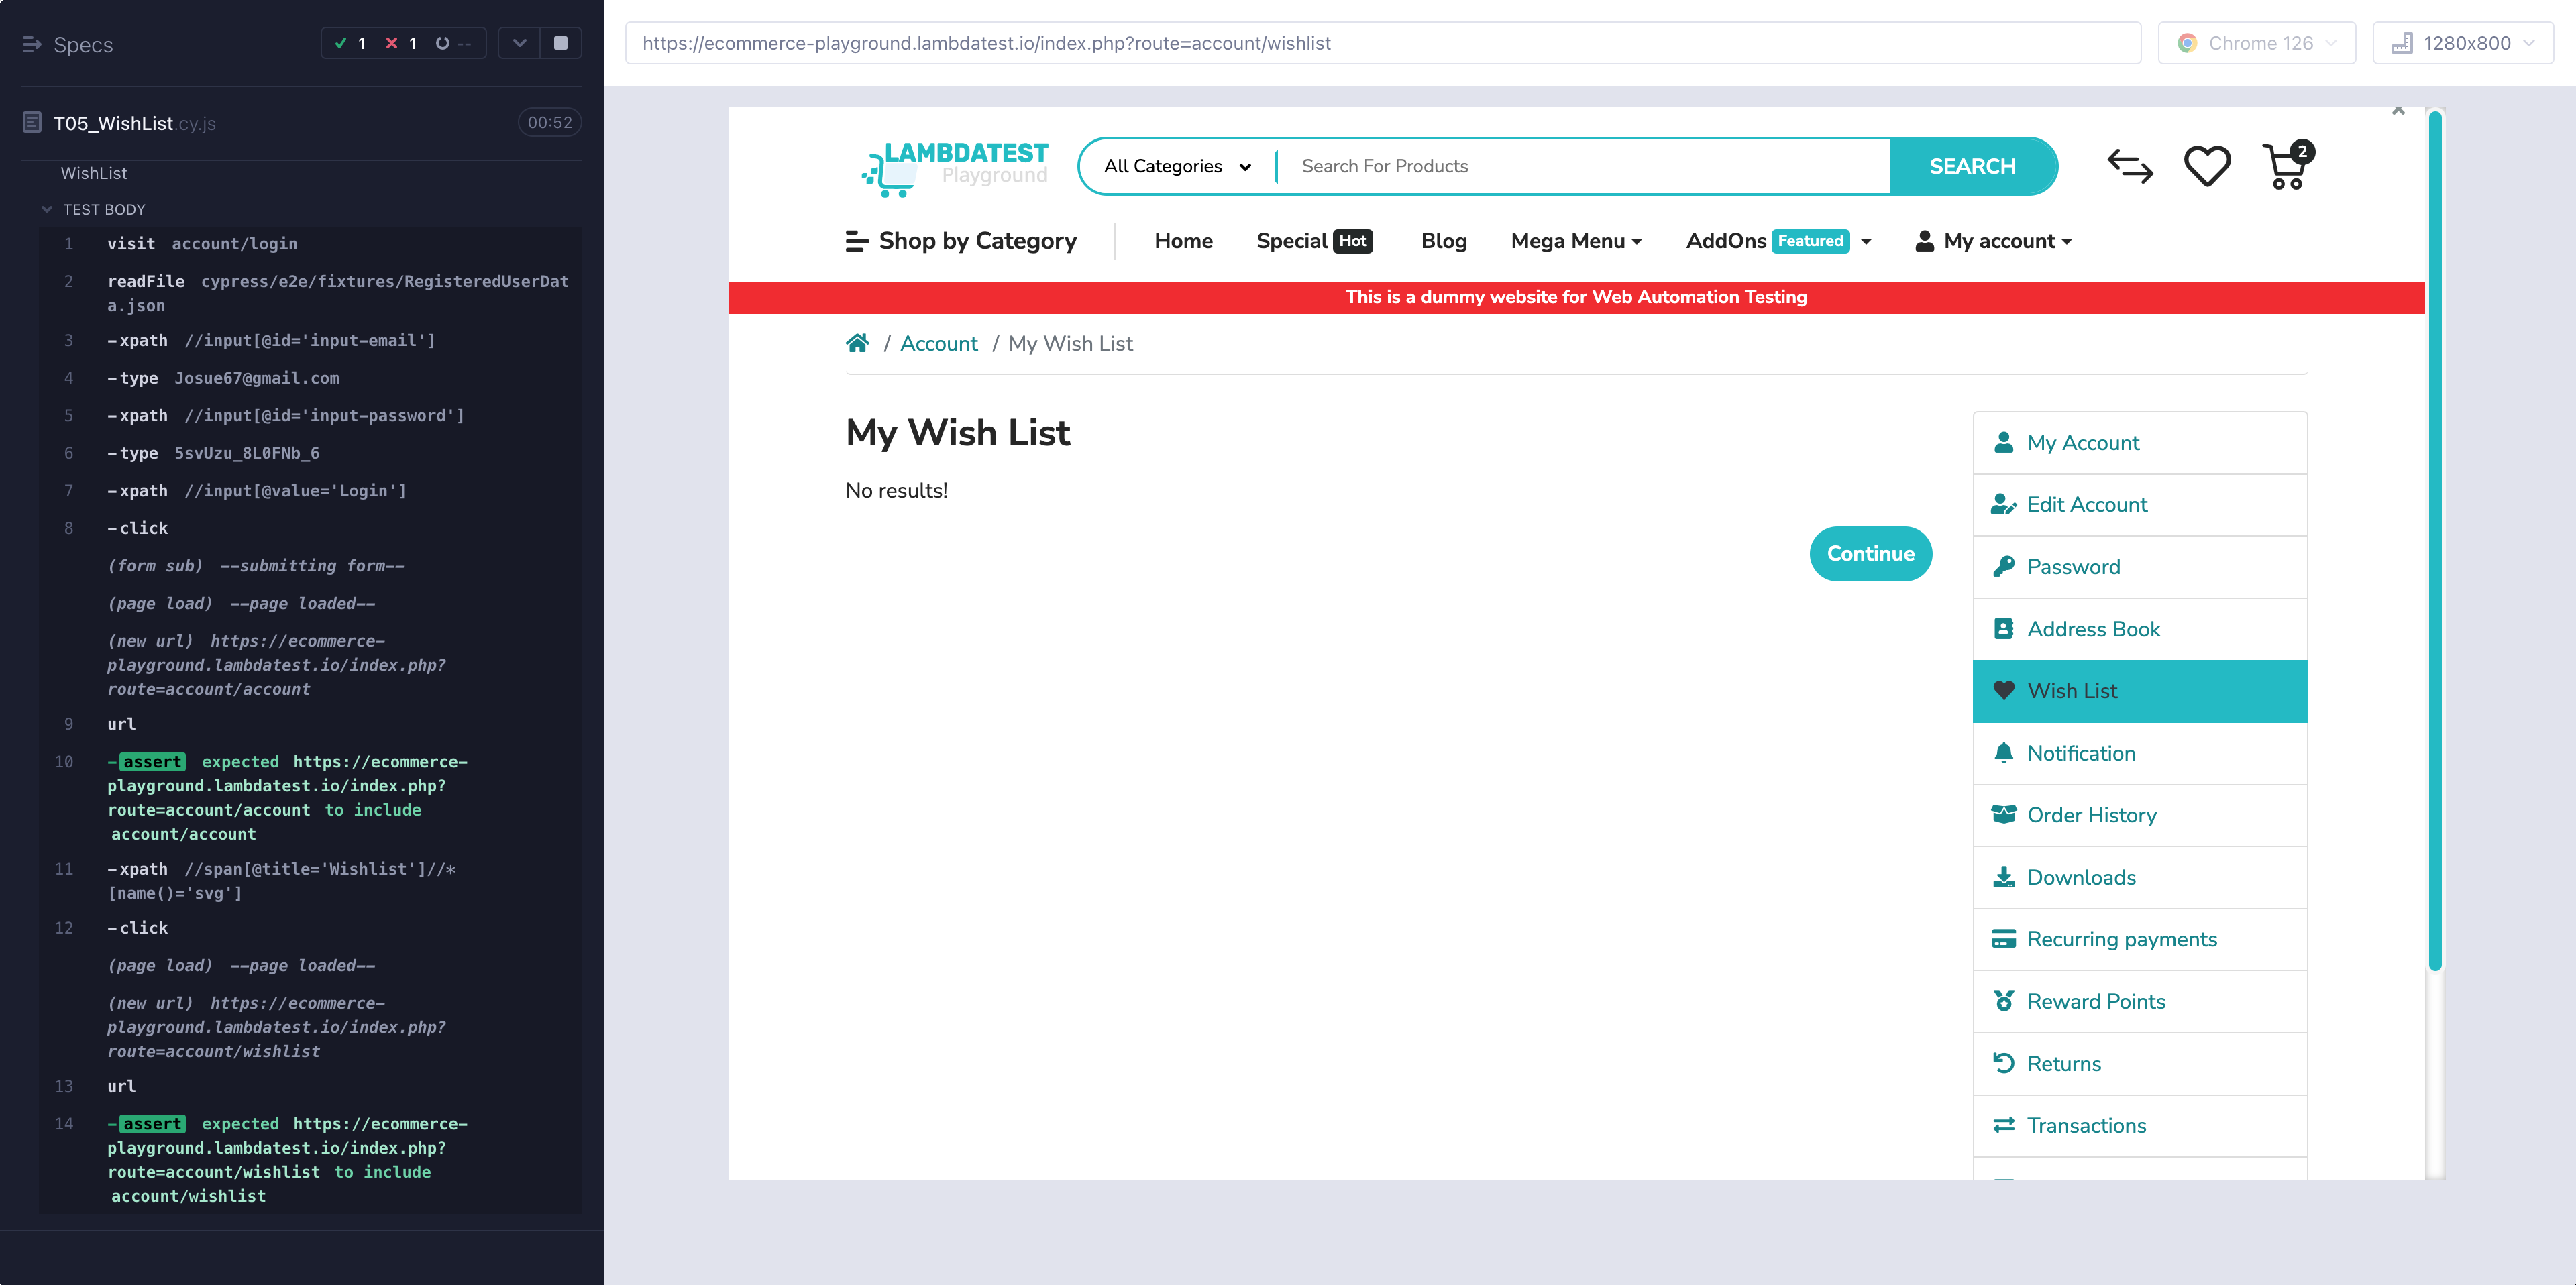 Specs
1
1
--
T05_WishList.cy.js
00:52
WishList
TEST BODY
1 visit account/login
2 readFile cypress/e2e/fixtures/RegisteredUserDat
a.json
3 -xpath //input[@id='input-email']
4 -type Josue67@gmail.com
5 -xpath //input[@id='input-password']
6 -type 5svUzu_8L0FNb_6
7 -xpath //input[@value='Login']
8 -click
(form sub) --submitting form--
(page load) --page loaded--
(new url) https://ecommerce-
playground.lambdatest.io/index.php?
route=account/account
9 url
10 -assert expected https://ecommerce-
playground.lambdatest.io/index.php?
route=account/account to include
account/account
11 -xpath //span[@title='Wishlist']//*
[name()='svg']
12 -click
(page load) --page loaded--
(new url) https://ecommerce-
playground.lambdatest.io/index.php?
route=account/wishlist
13 url
14 -assert expected https://ecommerce-
playground.lambdatest.io/index.php?
route=account/wishlist to include
account/wishlist
https://ecommerce-playground.lambdatest.io/index.php?route=account/wishlist
Chrome 126
1280x800
LAMBDATEST
Playground
All Categories
Search For Products
SEARCH
2
Shop by Category
Home
Special Hot
Blog
Mega Menu
AddOns Featured
My account
This is a dummy website for Web Automation Testing
/ Account / My Wish List
My Wish List
No results!
Continue
My Account
Edit Account
Password
Address Book
Wish List
Notification
Order History
Downloads
Recurring payments
Reward Points
Returns
Transactions